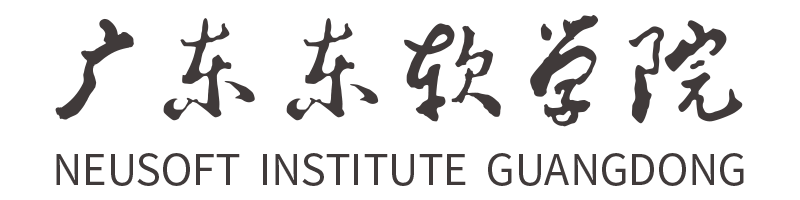 广东东软学院
NEUSOFT INSTITUTE GUANGDONG